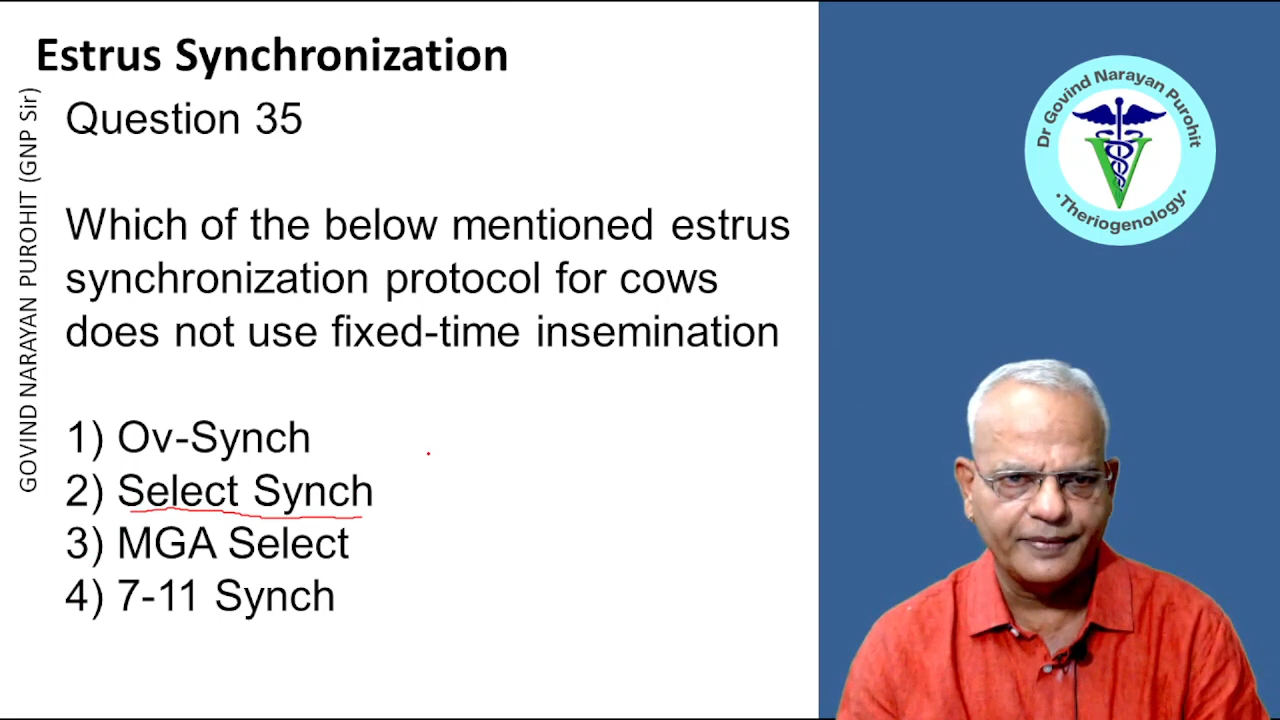 Estrus Synchronization
GOVIND NARAYAN PUROHIT (GNP Sir)
Question 35
Which of the below mentioned estrus
synchronization protocol for cows
does not use fixed-time insemination
1) Ov-Synch
2) Select Synch
3) MGA Select
4) 7-11 Synch
Dr Govind Narayan Purohit
V
•Theriogenology•